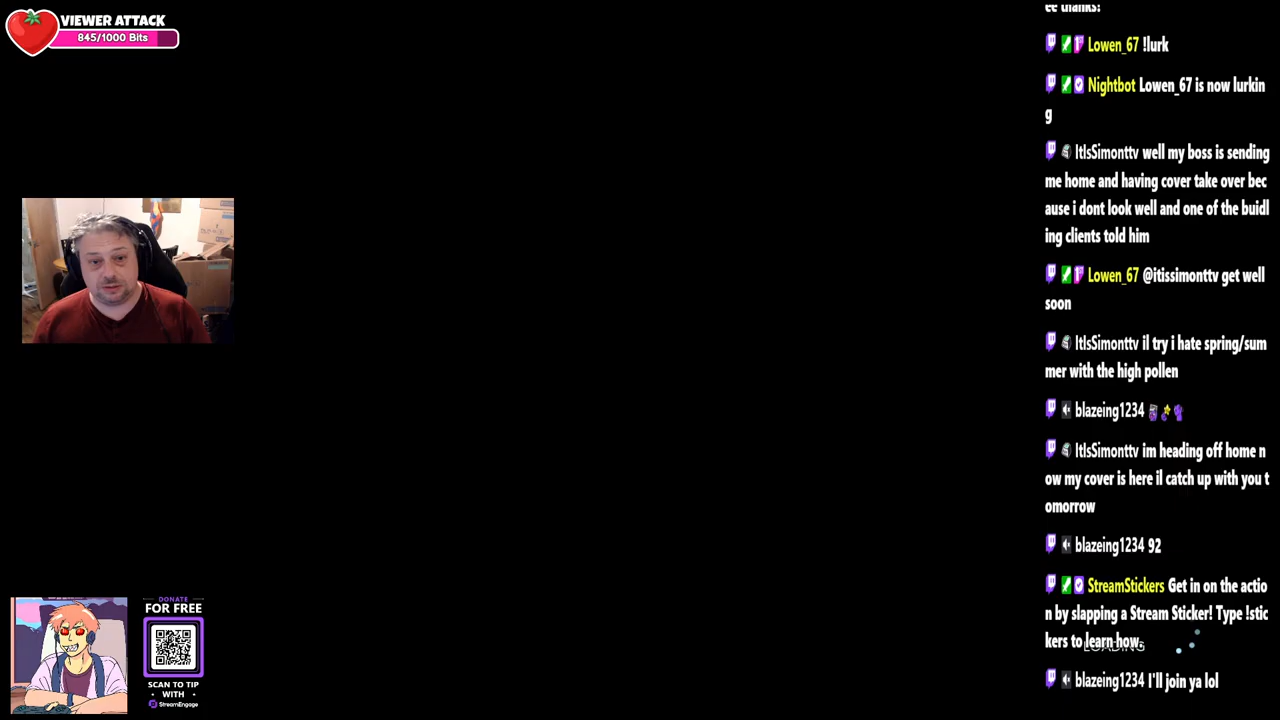 VIEWER ATTACK
845/1000 Bits
ee thanks!
Lowen_67 !lurk
Nightbot Lowen_67 is now lurkin
g
ItIsSimonttv well my boss is sending
me home and having cover take over bec
ause i dont look well and one of the buidl
ing clients told him
Lowen_67 @itissimonttv get well
soon
ItIsSimonttv il try i hate spring/sum
mer with the high pollen
blazeing1234
ItIsSimonttv im heading off home n
ow my cover is here il catch up with you t
omorrow
blazeing1234 92
StreamStickers Get in on the actio
n by slapping a Stream Sticker! Type !stic
kers to learn how.
LOADING
blazeing1234 I'll join ya lol
DONATE
FOR FREE
SCAN TO TIP
• WITH •
StreamEngage